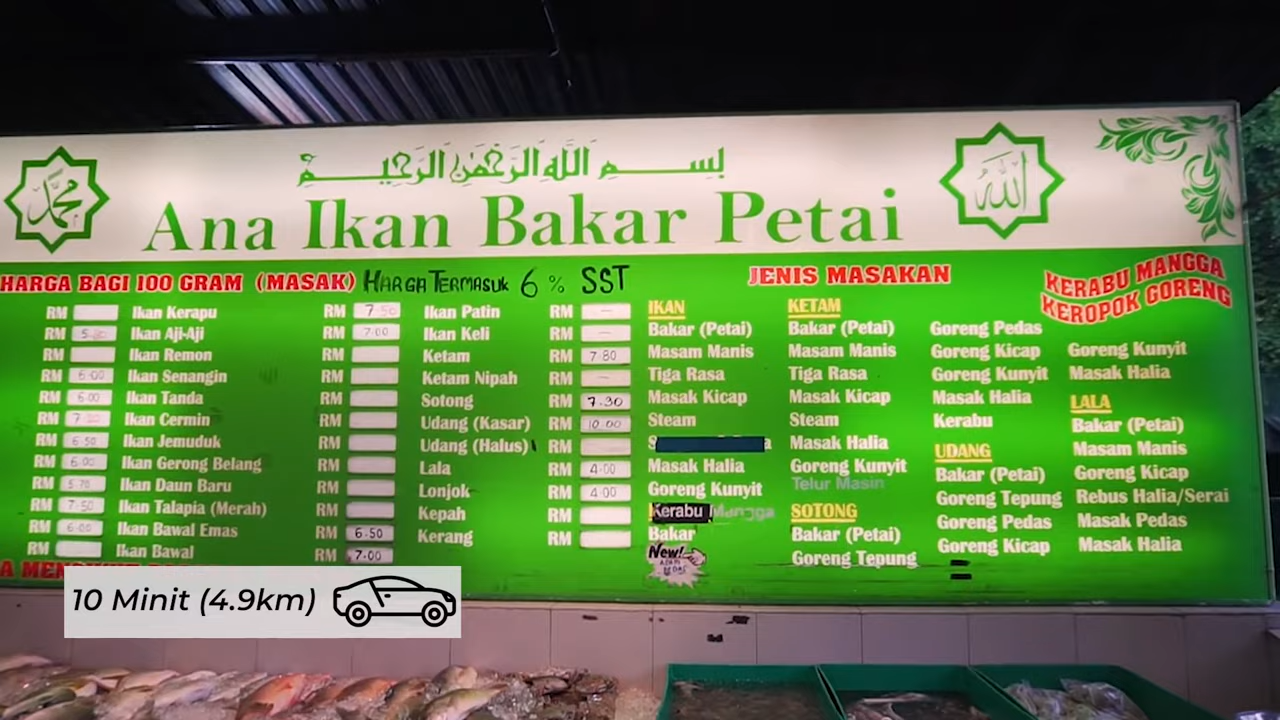 محمد
بسم الله الرحمن الرحيم
الله
Ana Ikan Bakar Petai
HARGA BAGI 100 GRAM (MASAK) HARGA TERMASUK 6 % SST
JENIS MASAKAN
KERABU MANGGA
KEROPOK GORENG
RM Ikan Kerapu
RM Ikan Aji-Aji
RM Ikan Remon
RM 6.00 Ikan Senangin
RM 6.00 Ikan Tanda
RM Ikan Cermin
RM 6.50 Ikan Jemuduk
RM 6.00 Ikan Gerong Belang
RM 5.70 Ikan Daun Baru
RM 7.50 Ikan Talapia (Merah)
RM 6.00 Ikan Bawal Emas
RM Ikan Bawal
RM 7.50 Ikan Patin
RM 7.00 Ikan Keli
RM Ketam
RM Ketam Nipah
RM Sotong
RM Udang (Kasar)
RM Udang (Halus)
RM Lala
RM Lonjok
RM Kepah
RM 6.50 Kerang
RM 7.00
RM —
RM
RM 7.80
RM —
RM 7.30
RM 10.00
RM
RM 4.00
RM 4.00
RM
RM
IKAN
Bakar (Petai)
Masam Manis
Tiga Rasa
Masak Kicap
Steam
Masak Halia
Goreng Kunyit
Kerabu Mangga
Bakar
New!
KETAM
Bakar (Petai)
Masam Manis
Tiga Rasa
Masak Kicap
Steam
Masak Halia
Goreng Kunyit
Telur Masin
SOTONG
Bakar (Petai)
Goreng Tepung
Goreng Pedas
Goreng Kicap
Goreng Kunyit
Masak Halia
Kerabu
UDANG
Bakar (Petai)
Goreng Tepung
Goreng Pedas
Goreng Kicap
Goreng Kunyit
Masak Halia
LALA
Bakar (Petai)
Masam Manis
Goreng Kicap
Rebus Halia/Serai
Masak Pedas
Masak Halia
10 Minit (4.9km)